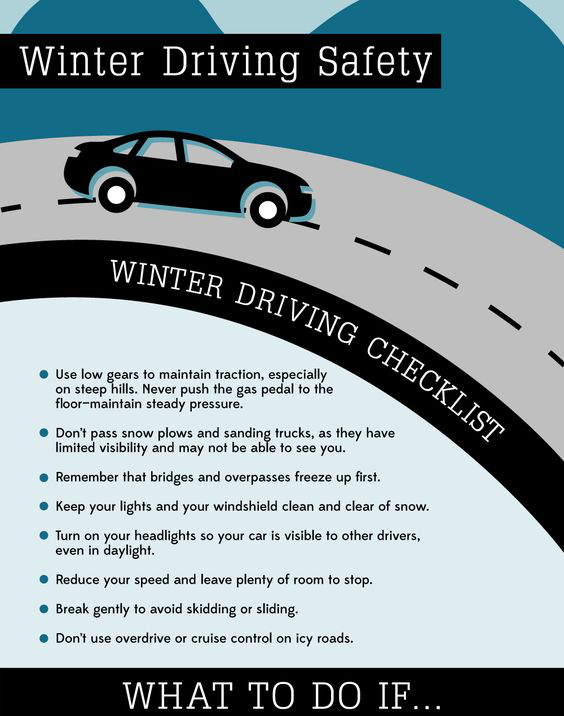 Winter Driving Safety
WINTER DRIVING CHECKLIST
Use low gears to maintain traction, especially
on steep hills. Never push the gas pedal to the
floor–maintain steady pressure.
Don't pass snow plows and sanding trucks, as they have
limited visibility and may not be able to see you.
Remember that bridges and overpasses freeze up first.
Keep your lights and your windshield clean and clear of snow.
Turn on your headlights so your car is visible to other drivers,
even in daylight.
Reduce your speed and leave plenty of room to stop.
Break gently to avoid skidding or sliding.
Don't use overdrive or cruise control on icy roads.
WHAT TO DO IF...